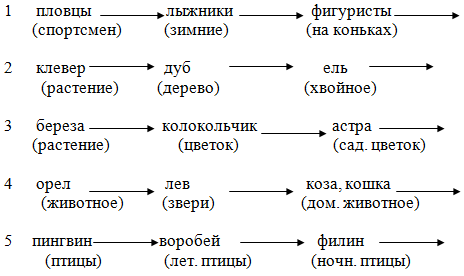 1 пловцы лыжники фигуристы
(спортсмен) (зимние) (на коньках)
2 клевер дуб ель
(растение) (дерево) (хвойное)
3 береза колокольчик астра
(растение) (цветок) (сад. цветок)
4 орел лев коза, кошка
(животное) (звери) (дом. животное)
5 пингвин воробей филин
(птицы) (лет. птицы) (ночн. птицы)